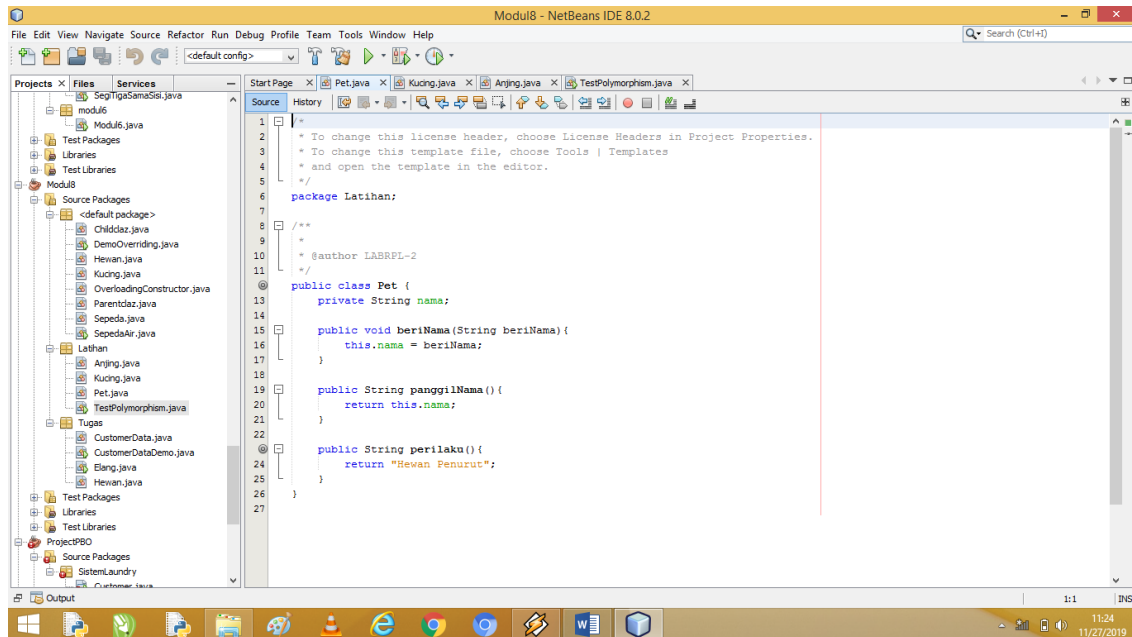 Modul8 - NetBeans IDE 8.0.2
File Edit View Navigate Source Refactor Run Debug Profile Team Tools Window Help
Search (Ctrl+I)
<default config>
Projects Files Services
Start Page Pet.java Kucing.java Anjing.java TestPolymorphism.java
Source History
SegiTigaSamaSisi.java
modul6
Modul6.java
Test Packages
Libraries
Test Libraries
Modul8
Source Packages
<default package>
Childclaz.java
DemoOverriding.java
Hewan.java
Kucing.java
OverloadingConstructor.java
Parentclaz.java
Sepeda.java
SepedaAir.java
Latihan
Anjing.java
Kucing.java
Pet.java
TestPolymorphism.java
Tugas
CustomerData.java
CustomerDataDemo.java
Elang.java
Hewan.java
Test Packages
Libraries
Test Libraries
ProjectPBO
Source Packages
SistemLaundry
Customer.java
1 /*
2 * To change this license header, choose License Headers in Project Properties.
3 * To change this template file, choose Tools | Templates
4 * and open the template in the editor.
5 */
6 package Latihan;
7
8 /**
9 *
10 * @author LABRPL-2
11 */
public class Pet {
13 private String nama;
14
15 public void beriNama(String beriNama){
16 this.nama = beriNama;
17 }
18
19 public String panggilNama(){
20 return this.nama;
21 }
22
public String perilaku(){
24 return "Hewan Penurut";
25 }
26 }
27
Output
1:1 INS
11:24
11/27/2019